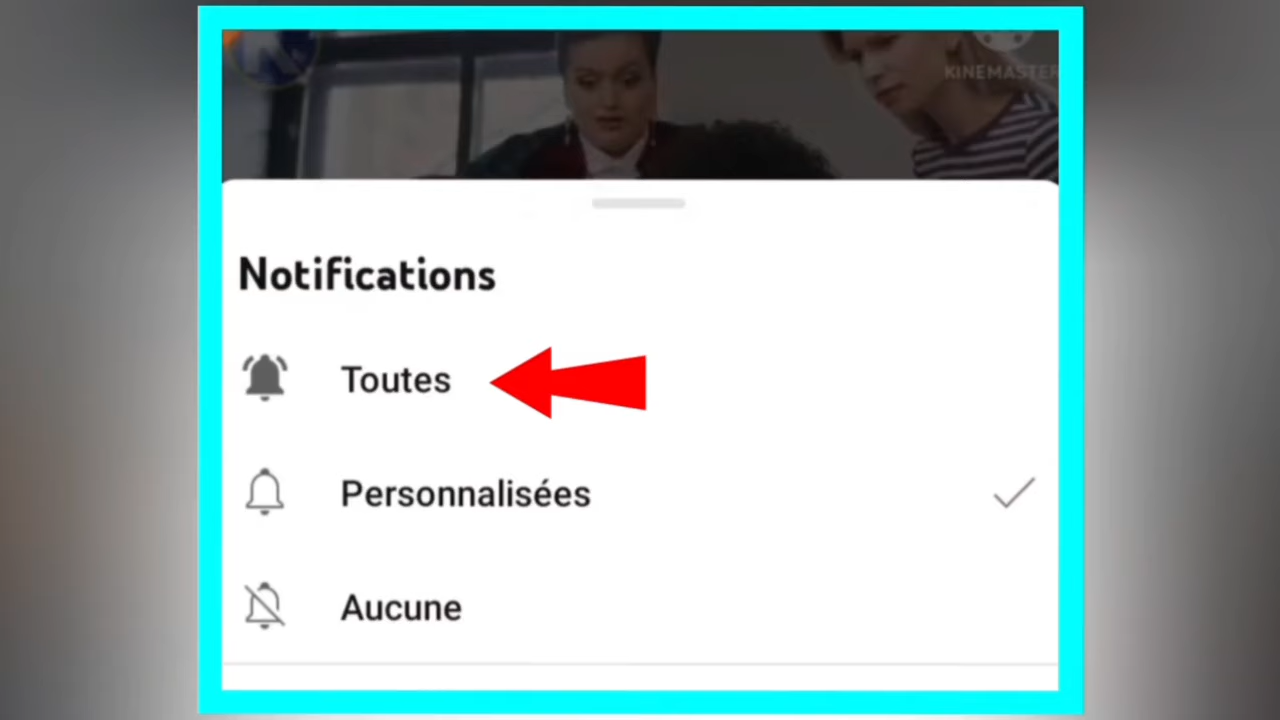 KINEMASTER
Notifications
Toutes
Personnalisées
Aucune